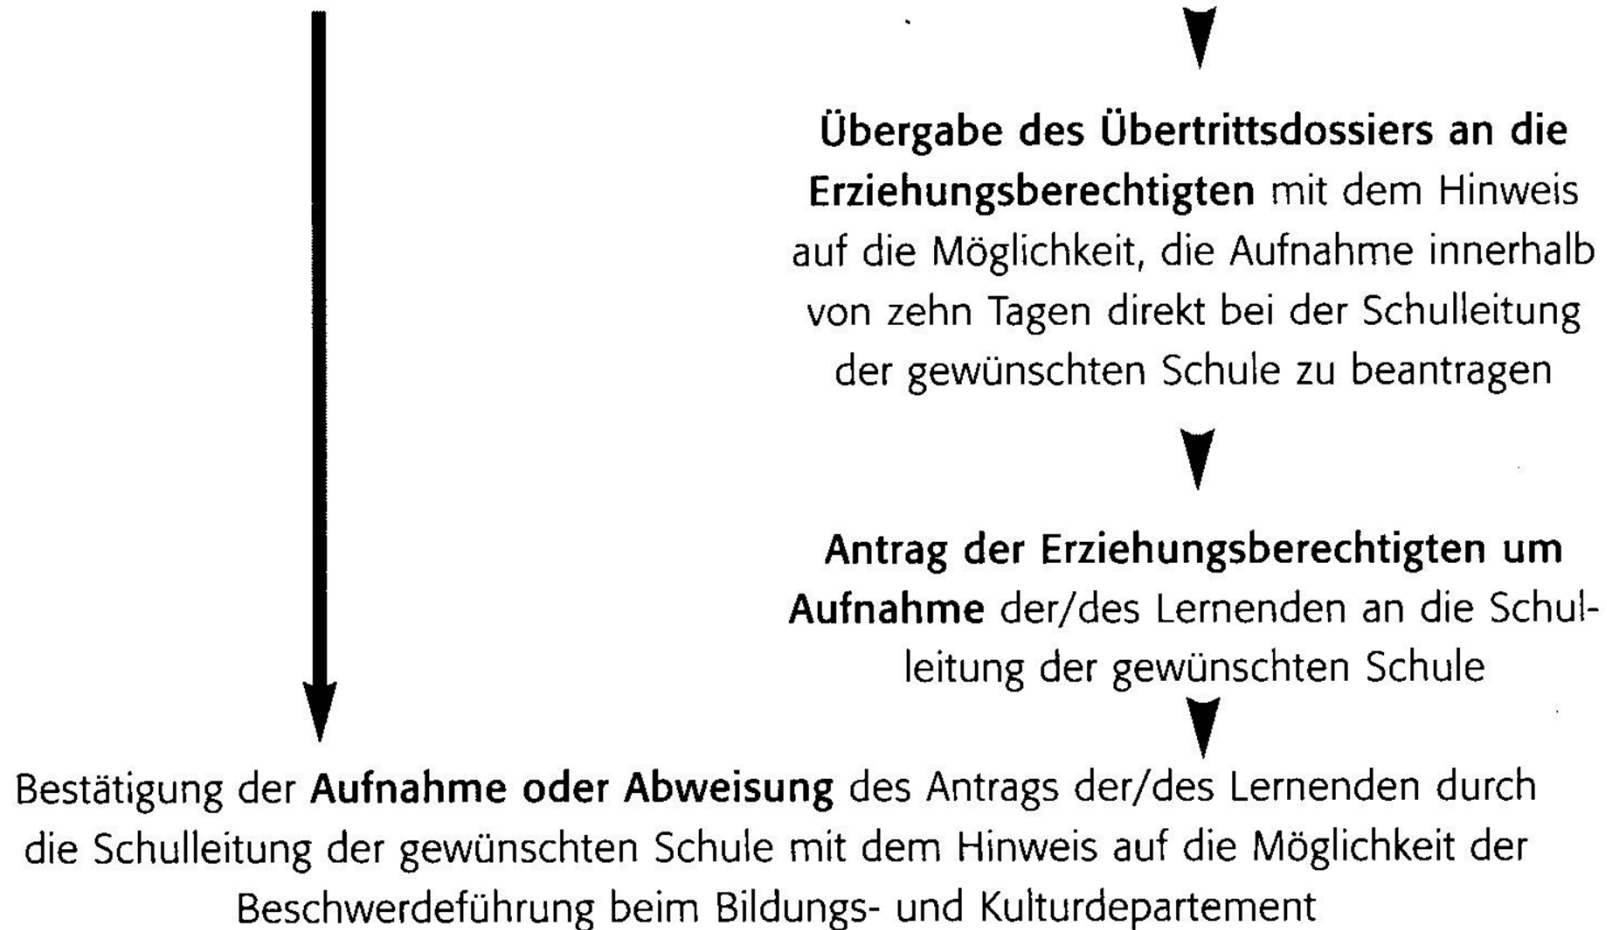 Übergabe des Übertrittsdossiers an die
Erziehungsberechtigten mit dem Hinweis
auf die Möglichkeit, die Aufnahme innerhalb
von zehn Tagen direkt bei der Schulleitung
der gewünschten Schule zu beantragen
Antrag der Erziehungsberechtigten um
Aufnahme der/des Lernenden an die Schul-
leitung der gewünschten Schule
Bestätigung der Aufnahme oder Abweisung des Antrags der/des Lernenden durch
die Schulleitung der gewünschten Schule mit dem Hinweis auf die Möglichkeit der
Beschwerdeführung beim Bildungs- und Kulturdepartement